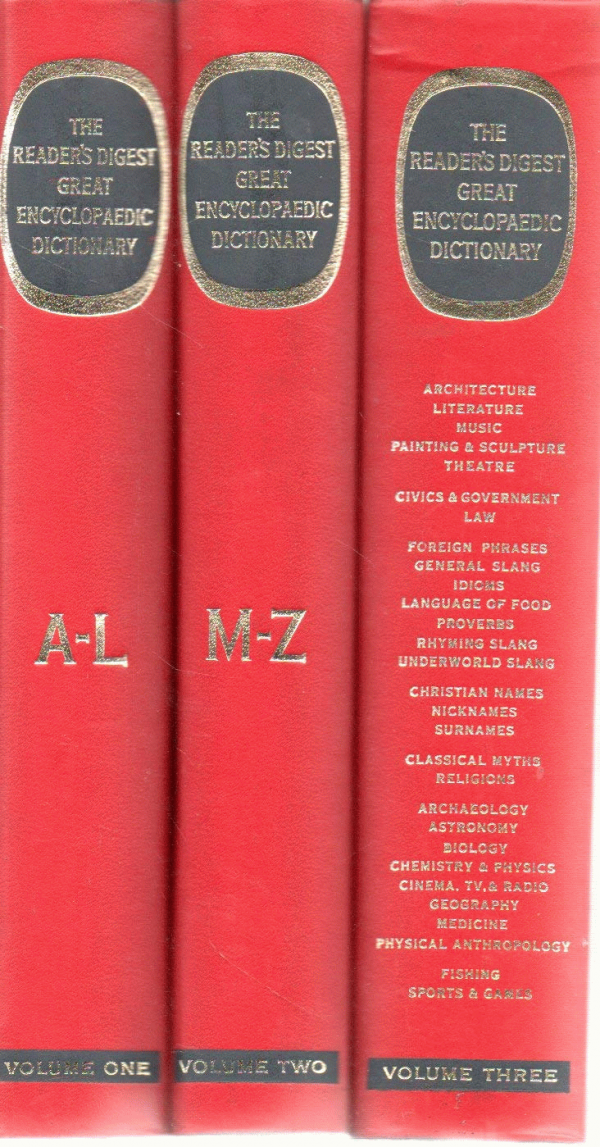 THE
READER'S DIGEST
GREAT
ENCYCLOPAEDIC
DICTIONARY
A-L
VOLUME ONE
THE
READER'S DIGEST
GREAT
ENCYCLOPAEDIC
DICTIONARY
M-Z
VOLUME TWO
THE
READER'S DIGEST
GREAT
ENCYCLOPAEDIC
DICTIONARY
ARCHITECTURE
LITERATURE
MUSIC
PAINTING & SCULPTURE
THEATRE
CIVICS & GOVERNMENT
LAW
FOREIGN PHRASES
GENERAL SLANG
IDIOMS
LANGUAGE OF FOOD
PROVERBS
RHYMING SLANG
UNDERWORLD SLANG
CHRISTIAN NAMES
NICKNAMES
SURNAMES
CLASSICAL MYTHS
RELIGIONS
ARCHAEOLOGY
ASTRONOMY
BIOLOGY
CHEMISTRY & PHYSICS
CINEMA, TV, & RADIO
GEOGRAPHY
MEDICINE
PHYSICAL ANTHROPOLOGY
FISHING
SPORTS & GAMES
VOLUME THREE